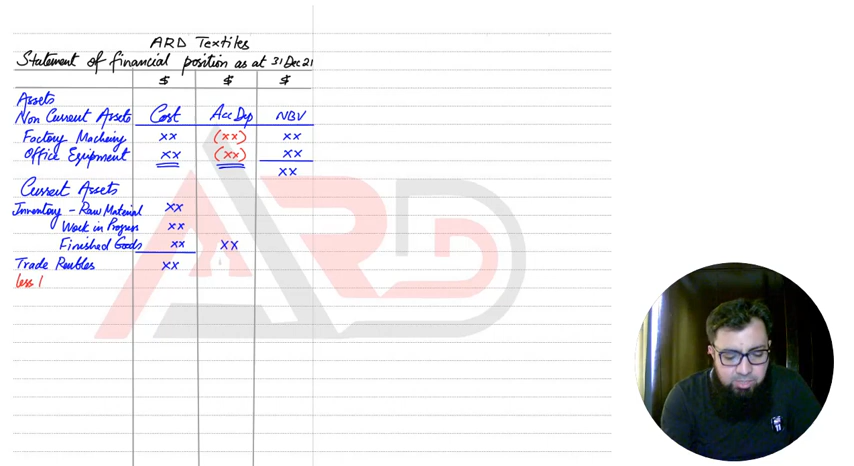 ARD Textiles
Statement of financial position as at 31 Dec 21
$ $ $
Assets
Non Current Assets Cost Acc Dep NBV
Factory Machinery xx (xx) xx
Office Equipment xx (xx) xx
xx
Current Assets
Inventory - Raw Material xx
Work in Progress xx
Finished Goods xx xx
Trade Rcvbles xx
less
ARD